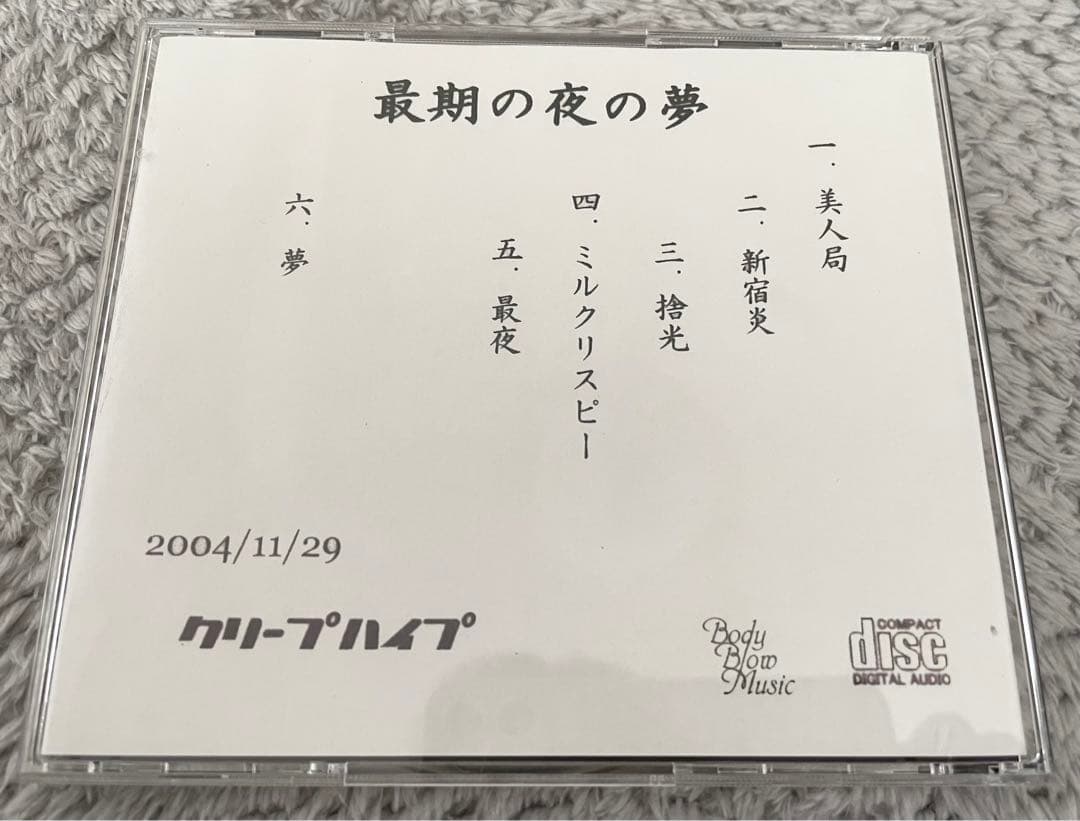 最期の夜の夢
一．美人局
二．新宿炎
三．捨光
四．ミルクリスピー
五．最夜
六．夢
2004/11/29
クリープハイプ
Body
Blow
Music
COMPACT
disc
DIGITAL AUDIO